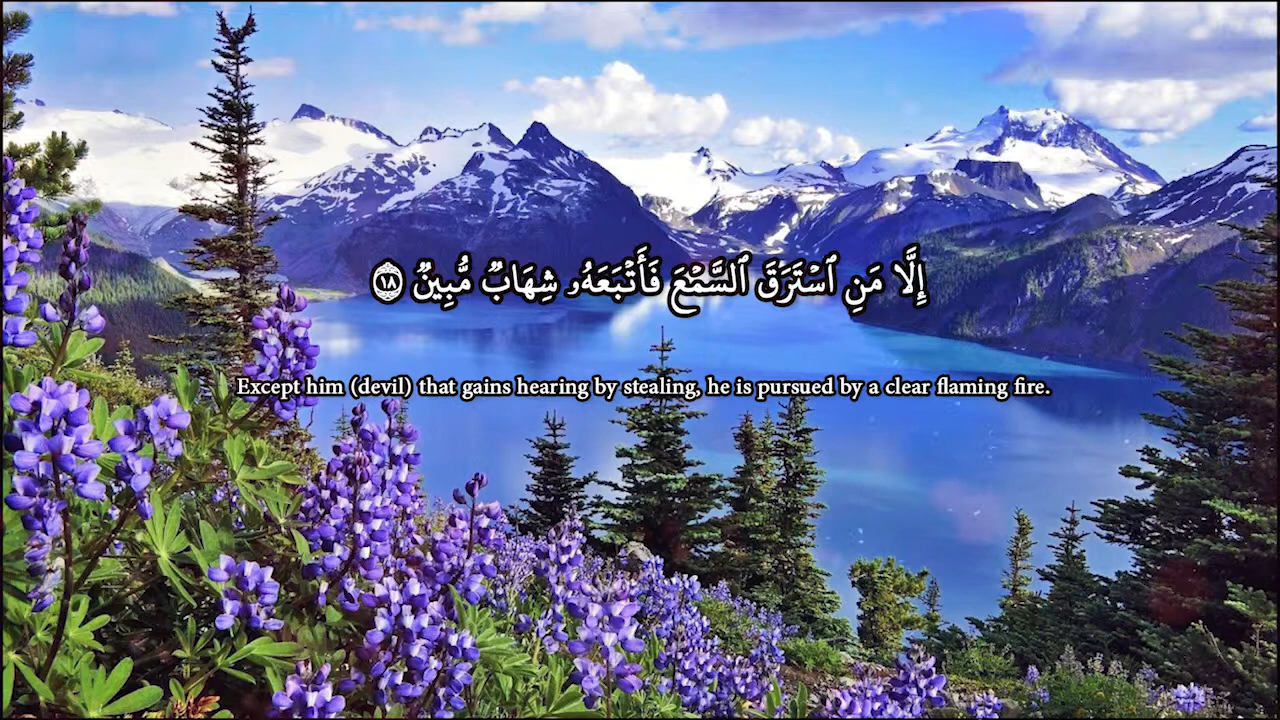 إِلَّا مَنِ ٱسْتَرَقَ ٱلسَّمْعَ فَأَتْبَعَهُۥ شِهَابٌ مُّبِينٌ ١٨
Except him (devil) that gains hearing by stealing, he is pursued by a clear flaming fire.